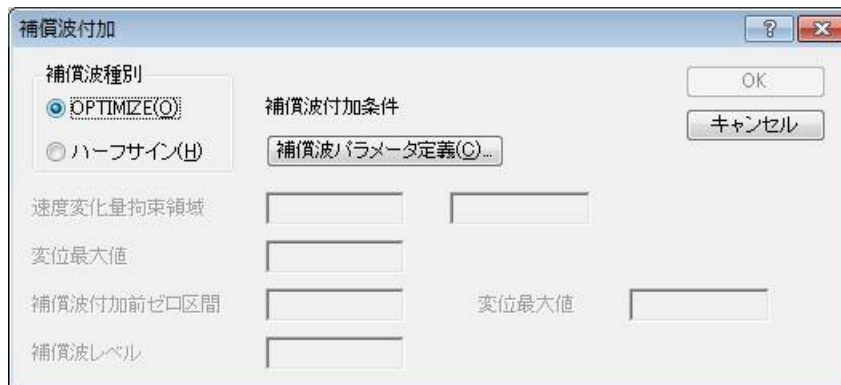 補償波付加
補償波種別
OPTIMIZE(O)
ハーフサイン(H)
補償波付加条件
補償波パラメータ定義(C)...
OK
キャンセル
速度変化量拘束領域
変位最大値
補償波付加前ゼロ区間
変位最大値
補償波レベル